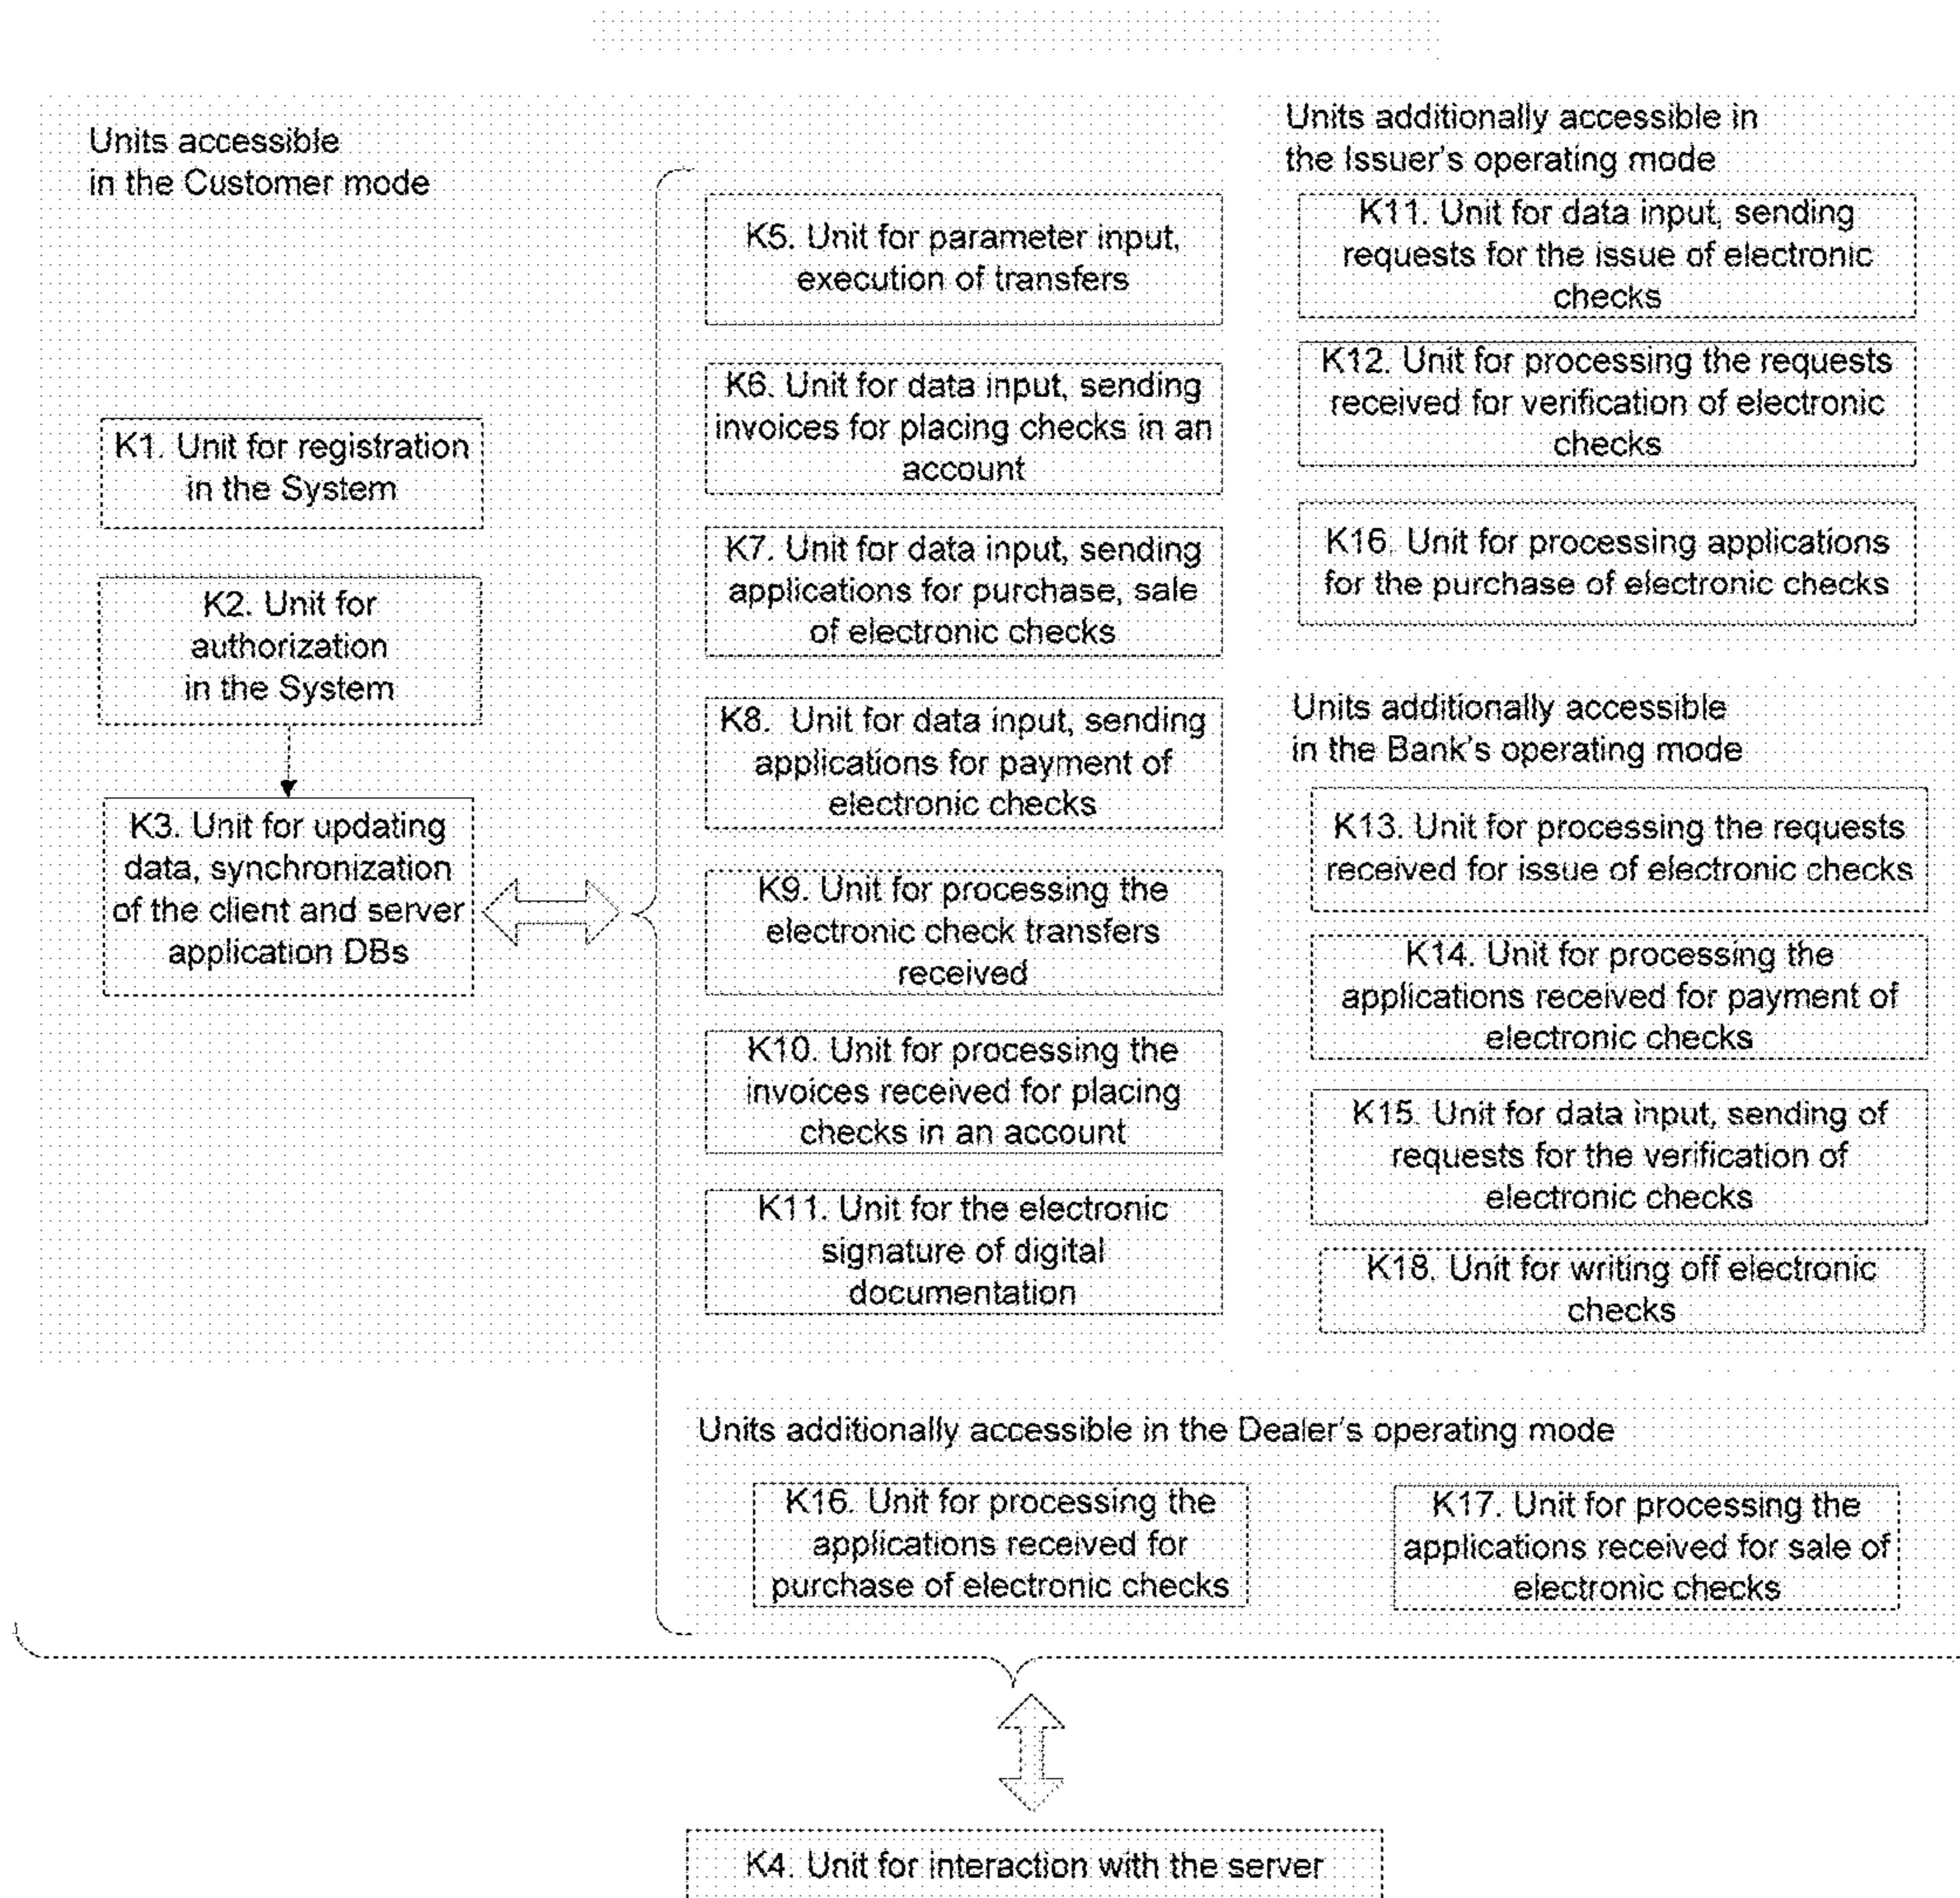 Units accessible
in the Customer mode
K1. Unit for registration
in the System
K2. Unit for
authorization
in the System
K3. Unit for updating
data, synchronization
of the client and server
application DBs
K5. Unit for parameter input,
execution of transfers
K6. Unit for data input, sending
invoices for placing checks in an
account
K7. Unit for data input, sending
applications for purchase, sale
of electronic checks
K8. Unit for data input, sending
applications for payment of
electronic checks
K9. Unit for processing the
electronic check transfers
received
K10. Unit for processing the
invoices received for placing
checks in an account
K11. Unit for the electronic
signature of digital
documentation
Units additionally accessible in
the Issuer's operating mode
K11. Unit for data input, sending
requests for the issue of electronic
checks
K12. Unit for processing the requests
received for verification of electronic
checks
K16. Unit for processing applications
for the purchase of electronic checks
Units additionally accessible
in the Bank's operating mode
K13. Unit for processing the requests
received for issue of electronic checks
K14. Unit for processing the
applications received for payment of
electronic checks
K15. Unit for data input, sending of
requests for the verification of
electronic checks
K18. Unit for writing off electronic
checks
Units additionally accessible in the Dealer's operating mode
K16. Unit for processing the
applications received for
purchase of electronic checks
K17. Unit for processing the
applications received for sale of
electronic checks
K4. Unit for interaction with the server